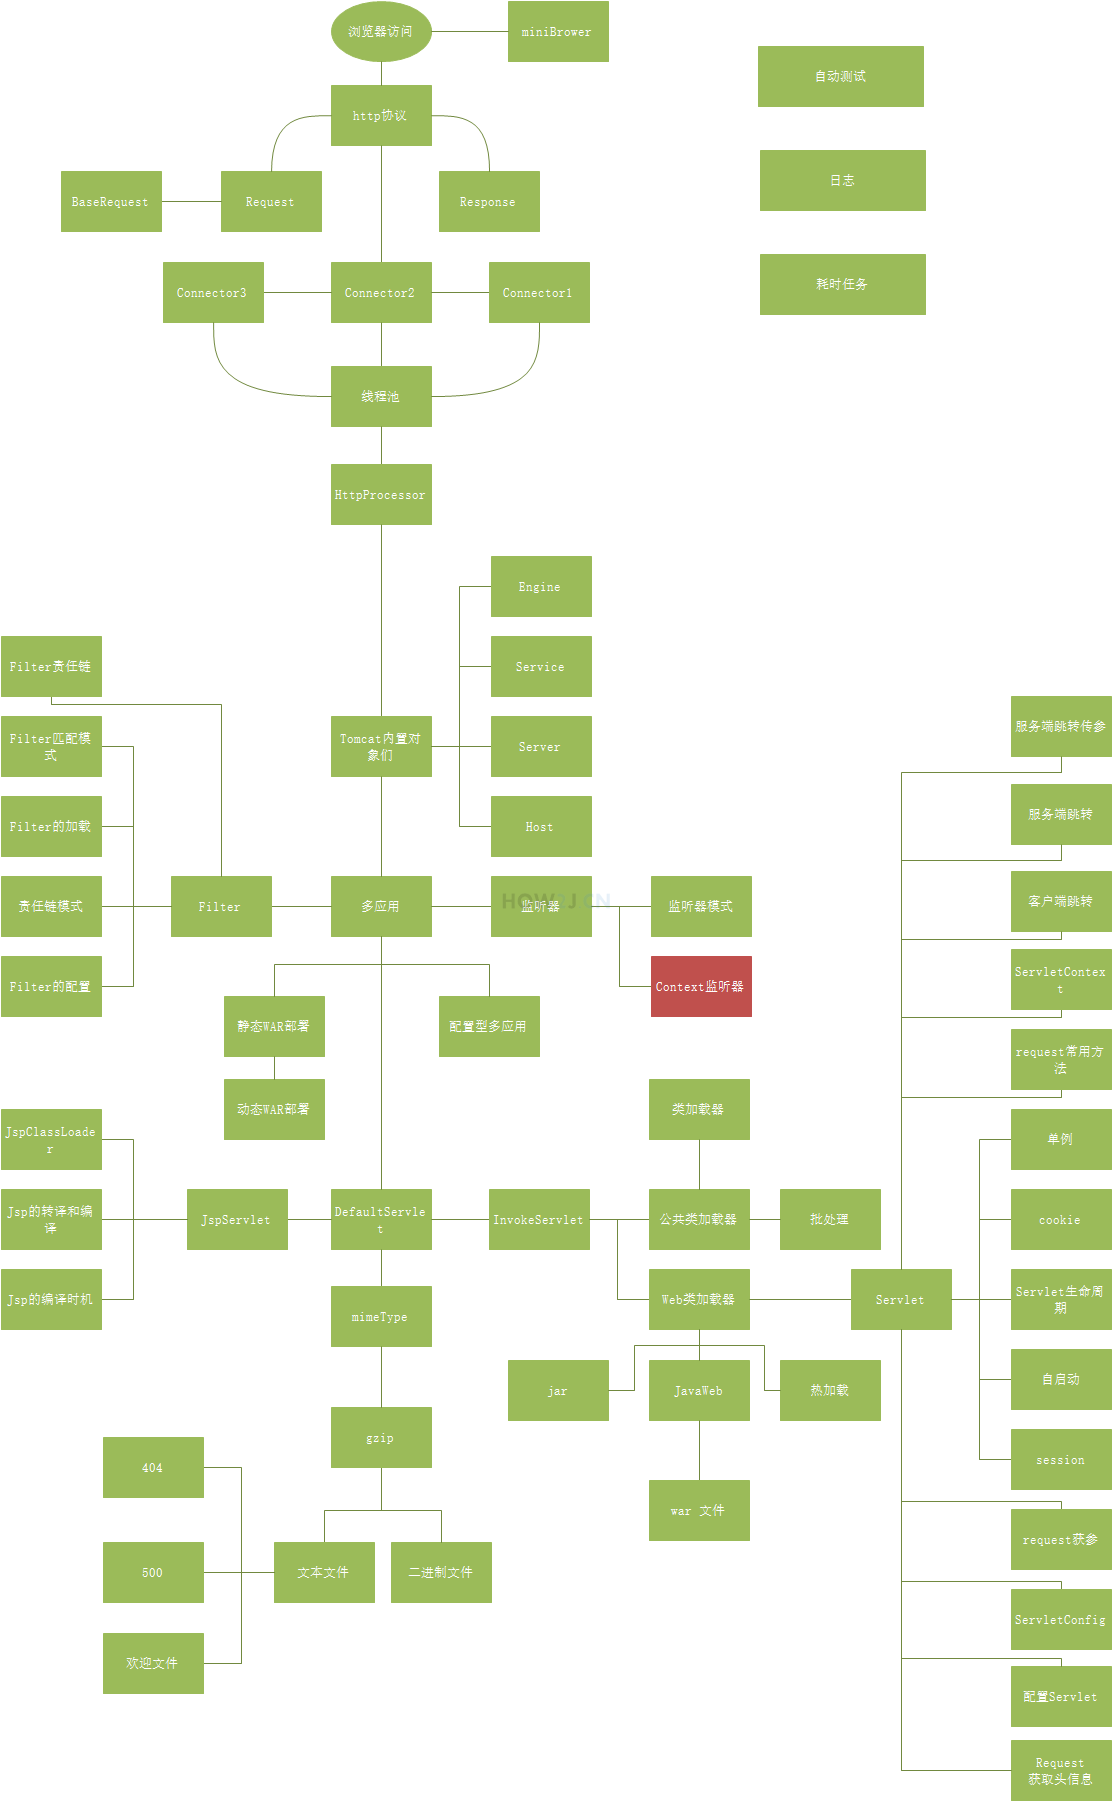 浏览器访问
miniBrower
自动测试
http协议
日志
BaseRequest
Request
Response
耗时任务
Connector3
Connector2
Connector1
线程池
HttpProcessor
Engine
Filter责任链
Service
服务端跳转传参
Filter匹配模
式
Tomcat内置对
象们
Server
服务端跳转
Filter的加载
Host
客户端跳转
责任链模式
Filter
多应用
监听器
HOW2J.CN
监听器模式
ServletContex
t
Filter的配置
Context监听器
静态WAR部署
配置型多应用
request常用方
法
动态WAR部署
类加载器
JspClassLoade
r
单例
Jsp的转译和编
译
JspServlet
DefaultServle
t
InvokeServlet
公共类加载器
批处理
cookie
Jsp的编译时机
Web类加载器
Servlet
Servlet生命周
期
mimeType
jar
JavaWeb
热加载
自启动
gzip
404
session
war 文件
request获参
500
文本文件
二进制文件
ServletConfig
欢迎文件
配置Servlet
Request
获取头信息